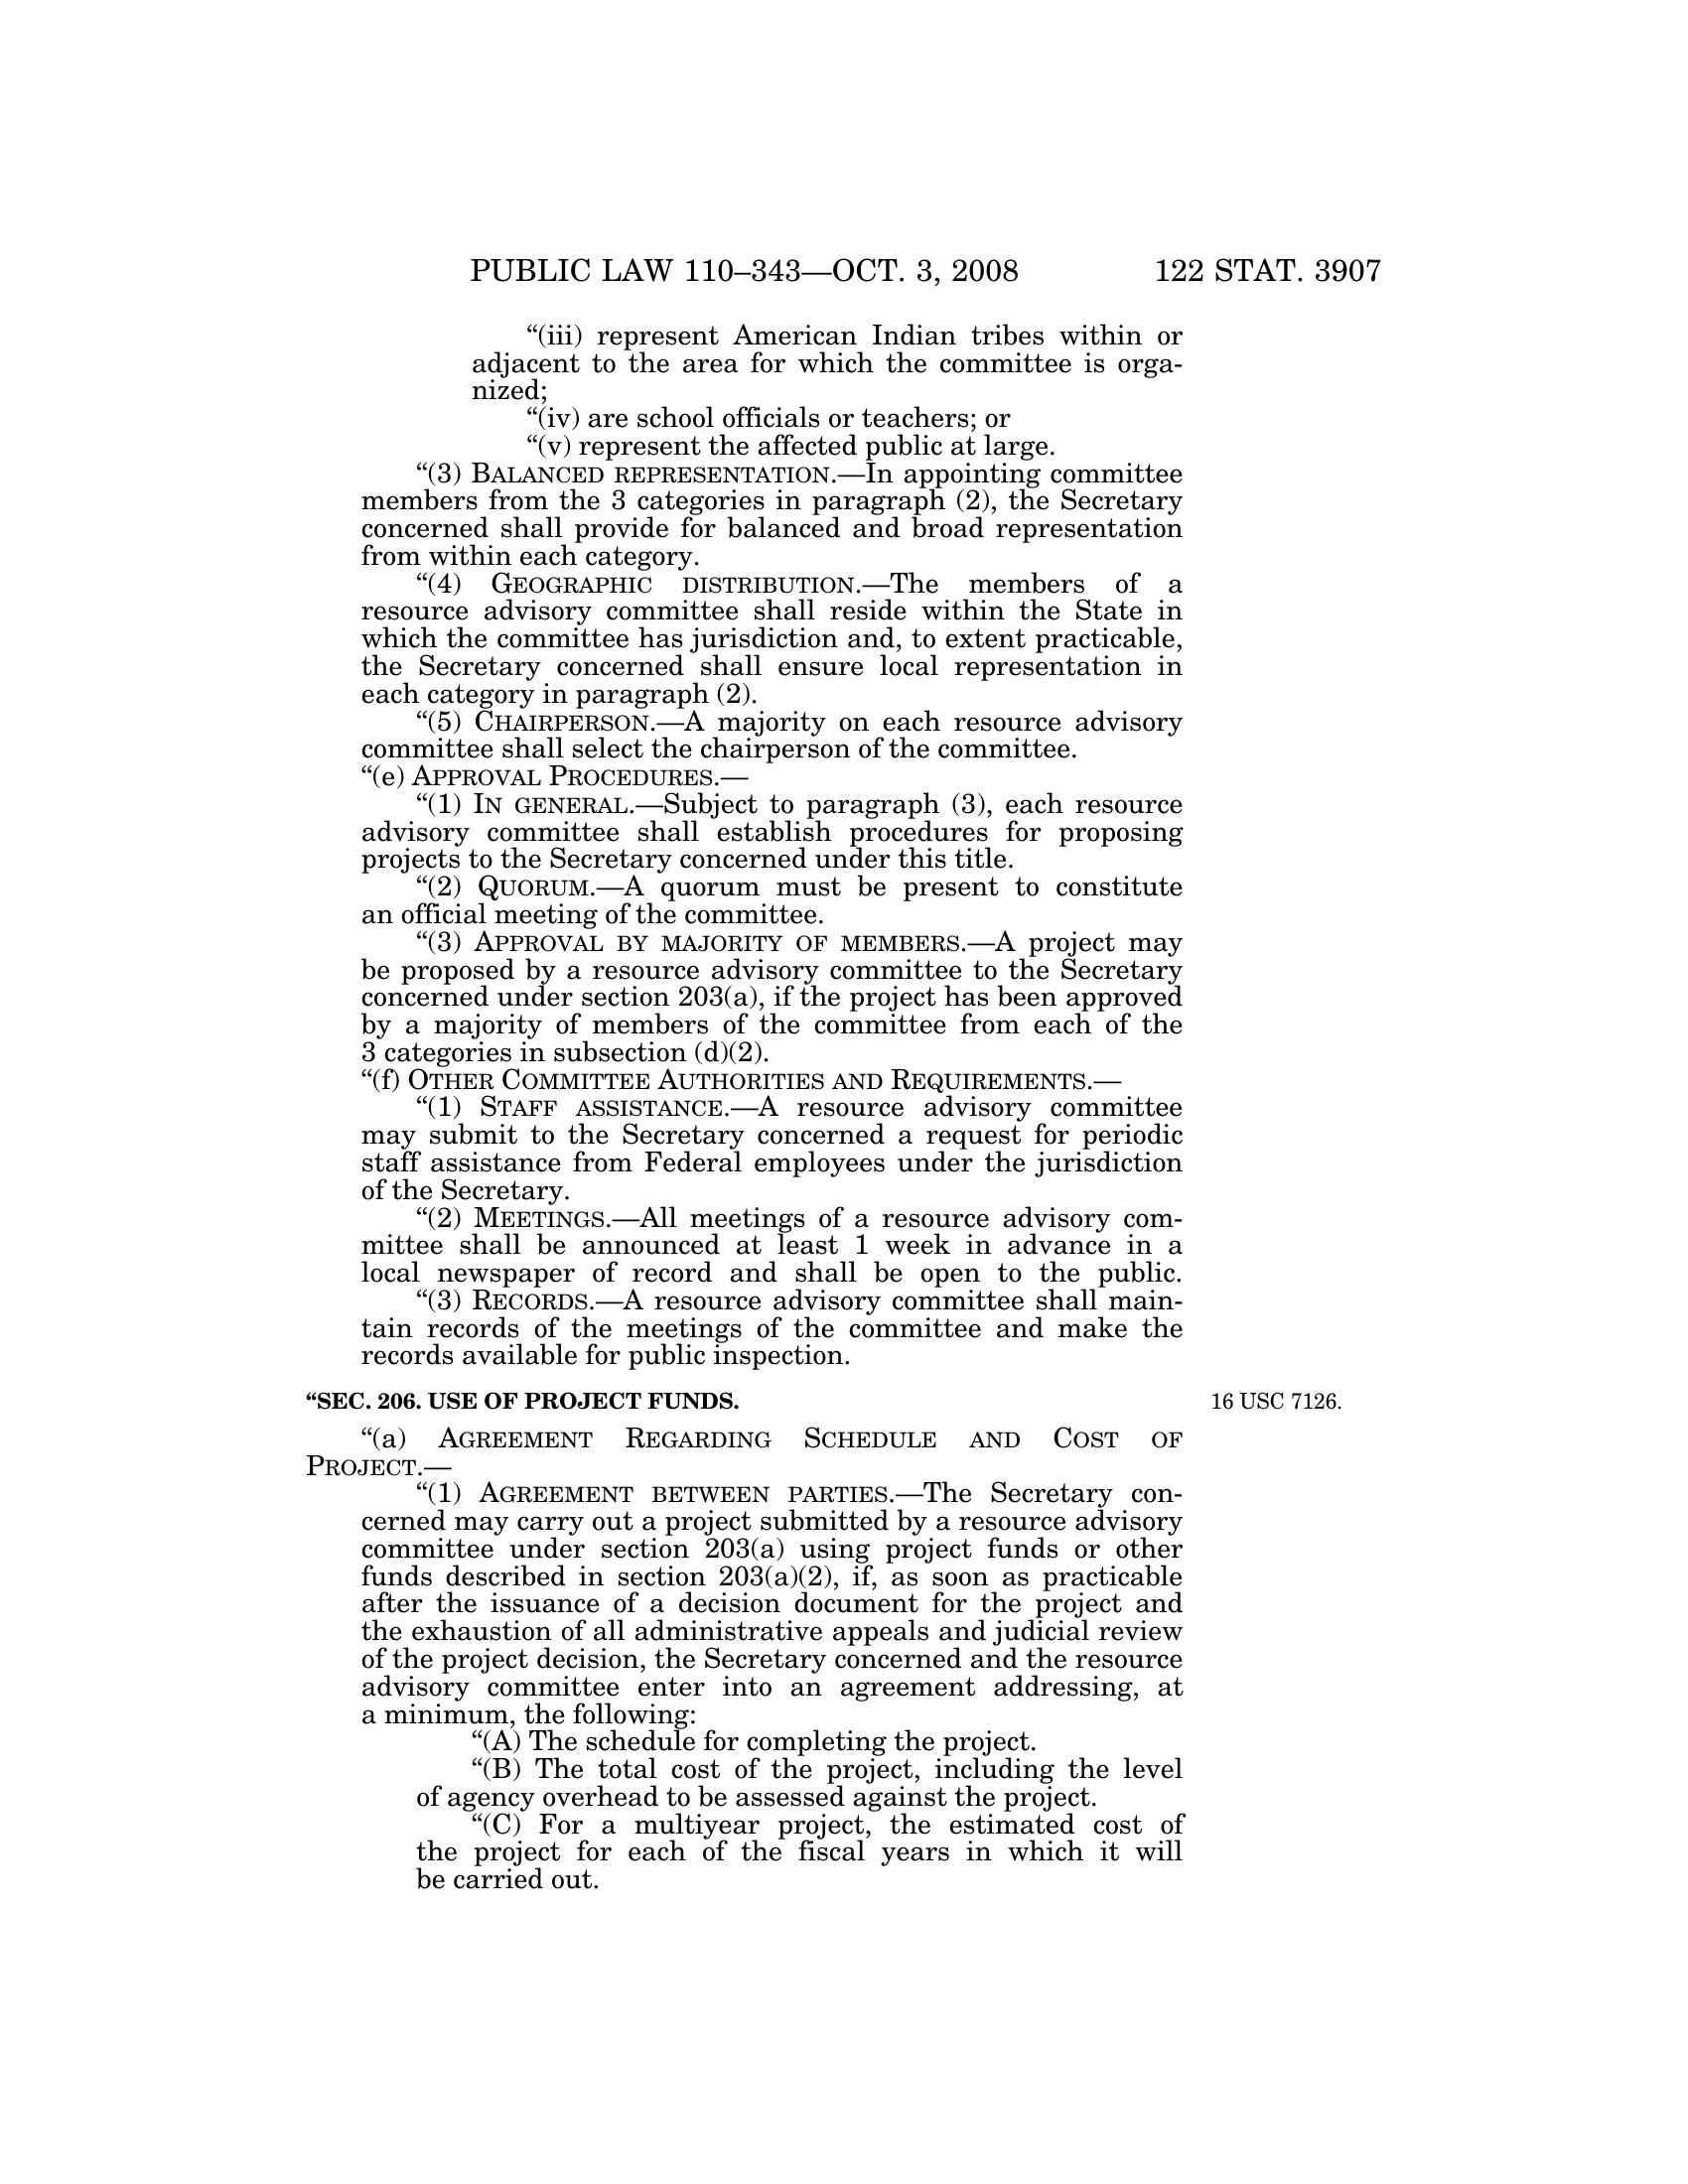 PUBLIC LAW 110–343—OCT. 3, 2008 122 STAT. 3907
“(iii) represent American Indian tribes within or
adjacent to the area for which the committee is orga-
nized;
“(iv) are school officials or teachers; or
“(v) represent the affected public at large.
“(3) BALANCED REPRESENTATION.—In appointing committee
members from the 3 categories in paragraph (2), the Secretary
concerned shall provide for balanced and broad representation
from within each category.
“(4) GEOGRAPHIC DISTRIBUTION.—The members of a
resource advisory committee shall reside within the State in
which the committee has jurisdiction and, to extent practicable,
the Secretary concerned shall ensure local representation in
each category in paragraph (2).
“(5) CHAIRPERSON.—A majority on each resource advisory
committee shall select the chairperson of the committee.
“(e) APPROVAL PROCEDURES.—
“(1) IN GENERAL.—Subject to paragraph (3), each resource
advisory committee shall establish procedures for proposing
projects to the Secretary concerned under this title.
“(2) QUORUM.—A quorum must be present to constitute
an official meeting of the committee.
“(3) APPROVAL BY MAJORITY OF MEMBERS.—A project may
be proposed by a resource advisory committee to the Secretary
concerned under section 203(a), if the project has been approved
by a majority of members of the committee from each of the
3 categories in subsection (d)(2).
“(f) OTHER COMMITTEE AUTHORITIES AND REQUIREMENTS.—
“(1) STAFF ASSISTANCE.—A resource advisory committee
may submit to the Secretary concerned a request for periodic
staff assistance from Federal employees under the jurisdiction
of the Secretary.
“(2) MEETINGS.—All meetings of a resource advisory com-
mittee shall be announced at least 1 week in advance in a
local newspaper of record and shall be open to the public.
“(3) RECORDS.—A resource advisory committee shall main-
tain records of the meetings of the committee and make the
records available for public inspection.
“SEC. 206. USE OF PROJECT FUNDS. 16 USC 7126.
“(a) AGREEMENT REGARDING SCHEDULE AND COST OF
PROJECT.—
“(1) AGREEMENT BETWEEN PARTIES.—The Secretary con-
cerned may carry out a project submitted by a resource advisory
committee under section 203(a) using project funds or other
funds described in section 203(a)(2), if, as soon as practicable
after the issuance of a decision document for the project and
the exhaustion of all administrative appeals and judicial review
of the project decision, the Secretary concerned and the resource
advisory committee enter into an agreement addressing, at
a minimum, the following:
“(A) The schedule for completing the project.
“(B) The total cost of the project, including the level
of agency overhead to be assessed against the project.
“(C) For a multiyear project, the estimated cost of
the project for each of the fiscal years in which it will
be carried out.